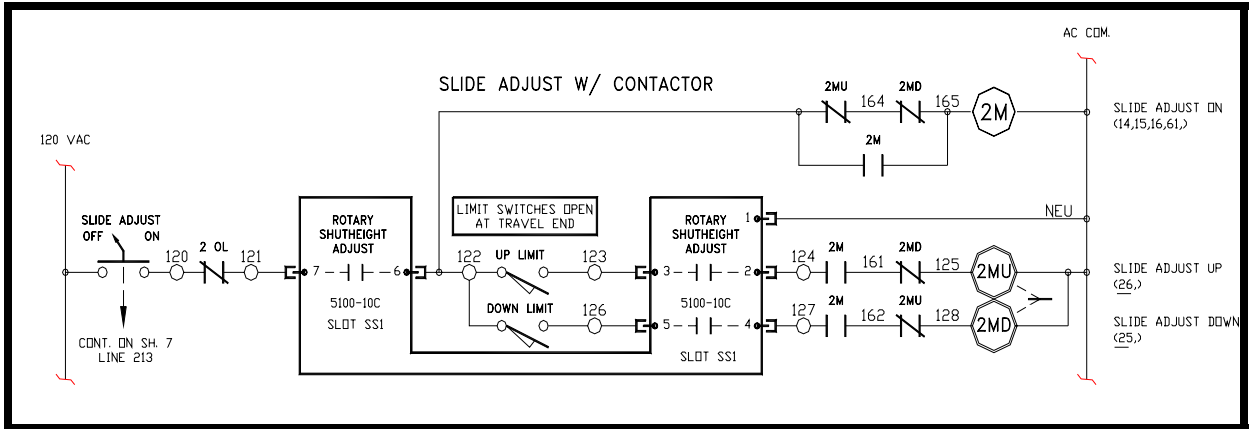 AC COM.
SLIDE ADJUST W/ CONTACTOR
2MU
164
2MD
165
2M
SLIDE ADJUST ON
(14,15,16,61,)
2M
120 VAC
SLIDE ADJUST
OFF ON
120
2 OL
121
ROTARY
SHUTHEIGHT
ADJUST
7
6
5100-10C
SLOT SS1
LIMIT SWITCHES OPEN
AT TRAVEL END
122
UP LIMIT
123
DOWN LIMIT
126
ROTARY
SHUTHEIGHT
ADJUST
1
3
2
5100-10C
5
4
SLOT SS1
NEU
124
2M
161
2MD
125
2MU
SLIDE ADJUST UP
(26,)
127
2M
162
2MU
128
2MD
SLIDE ADJUST DOWN
(25,)
CONT. ON SH. 7
LINE 213